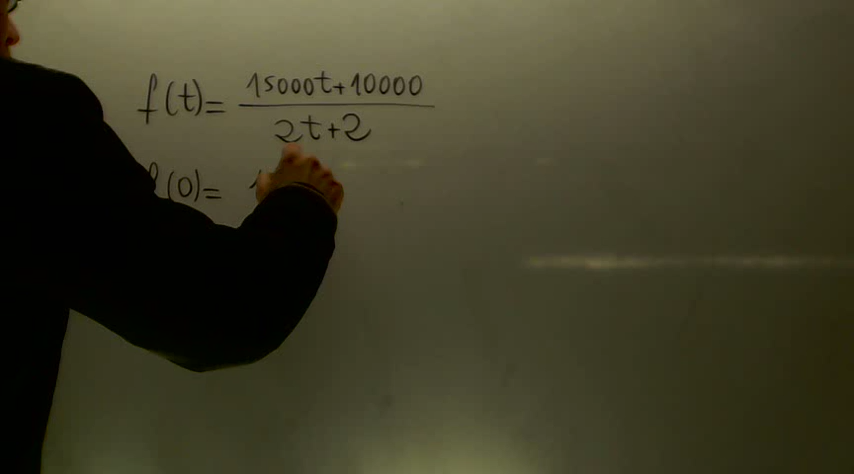 f(t)= (15000t+10000)/(2t+2)
f(0)=